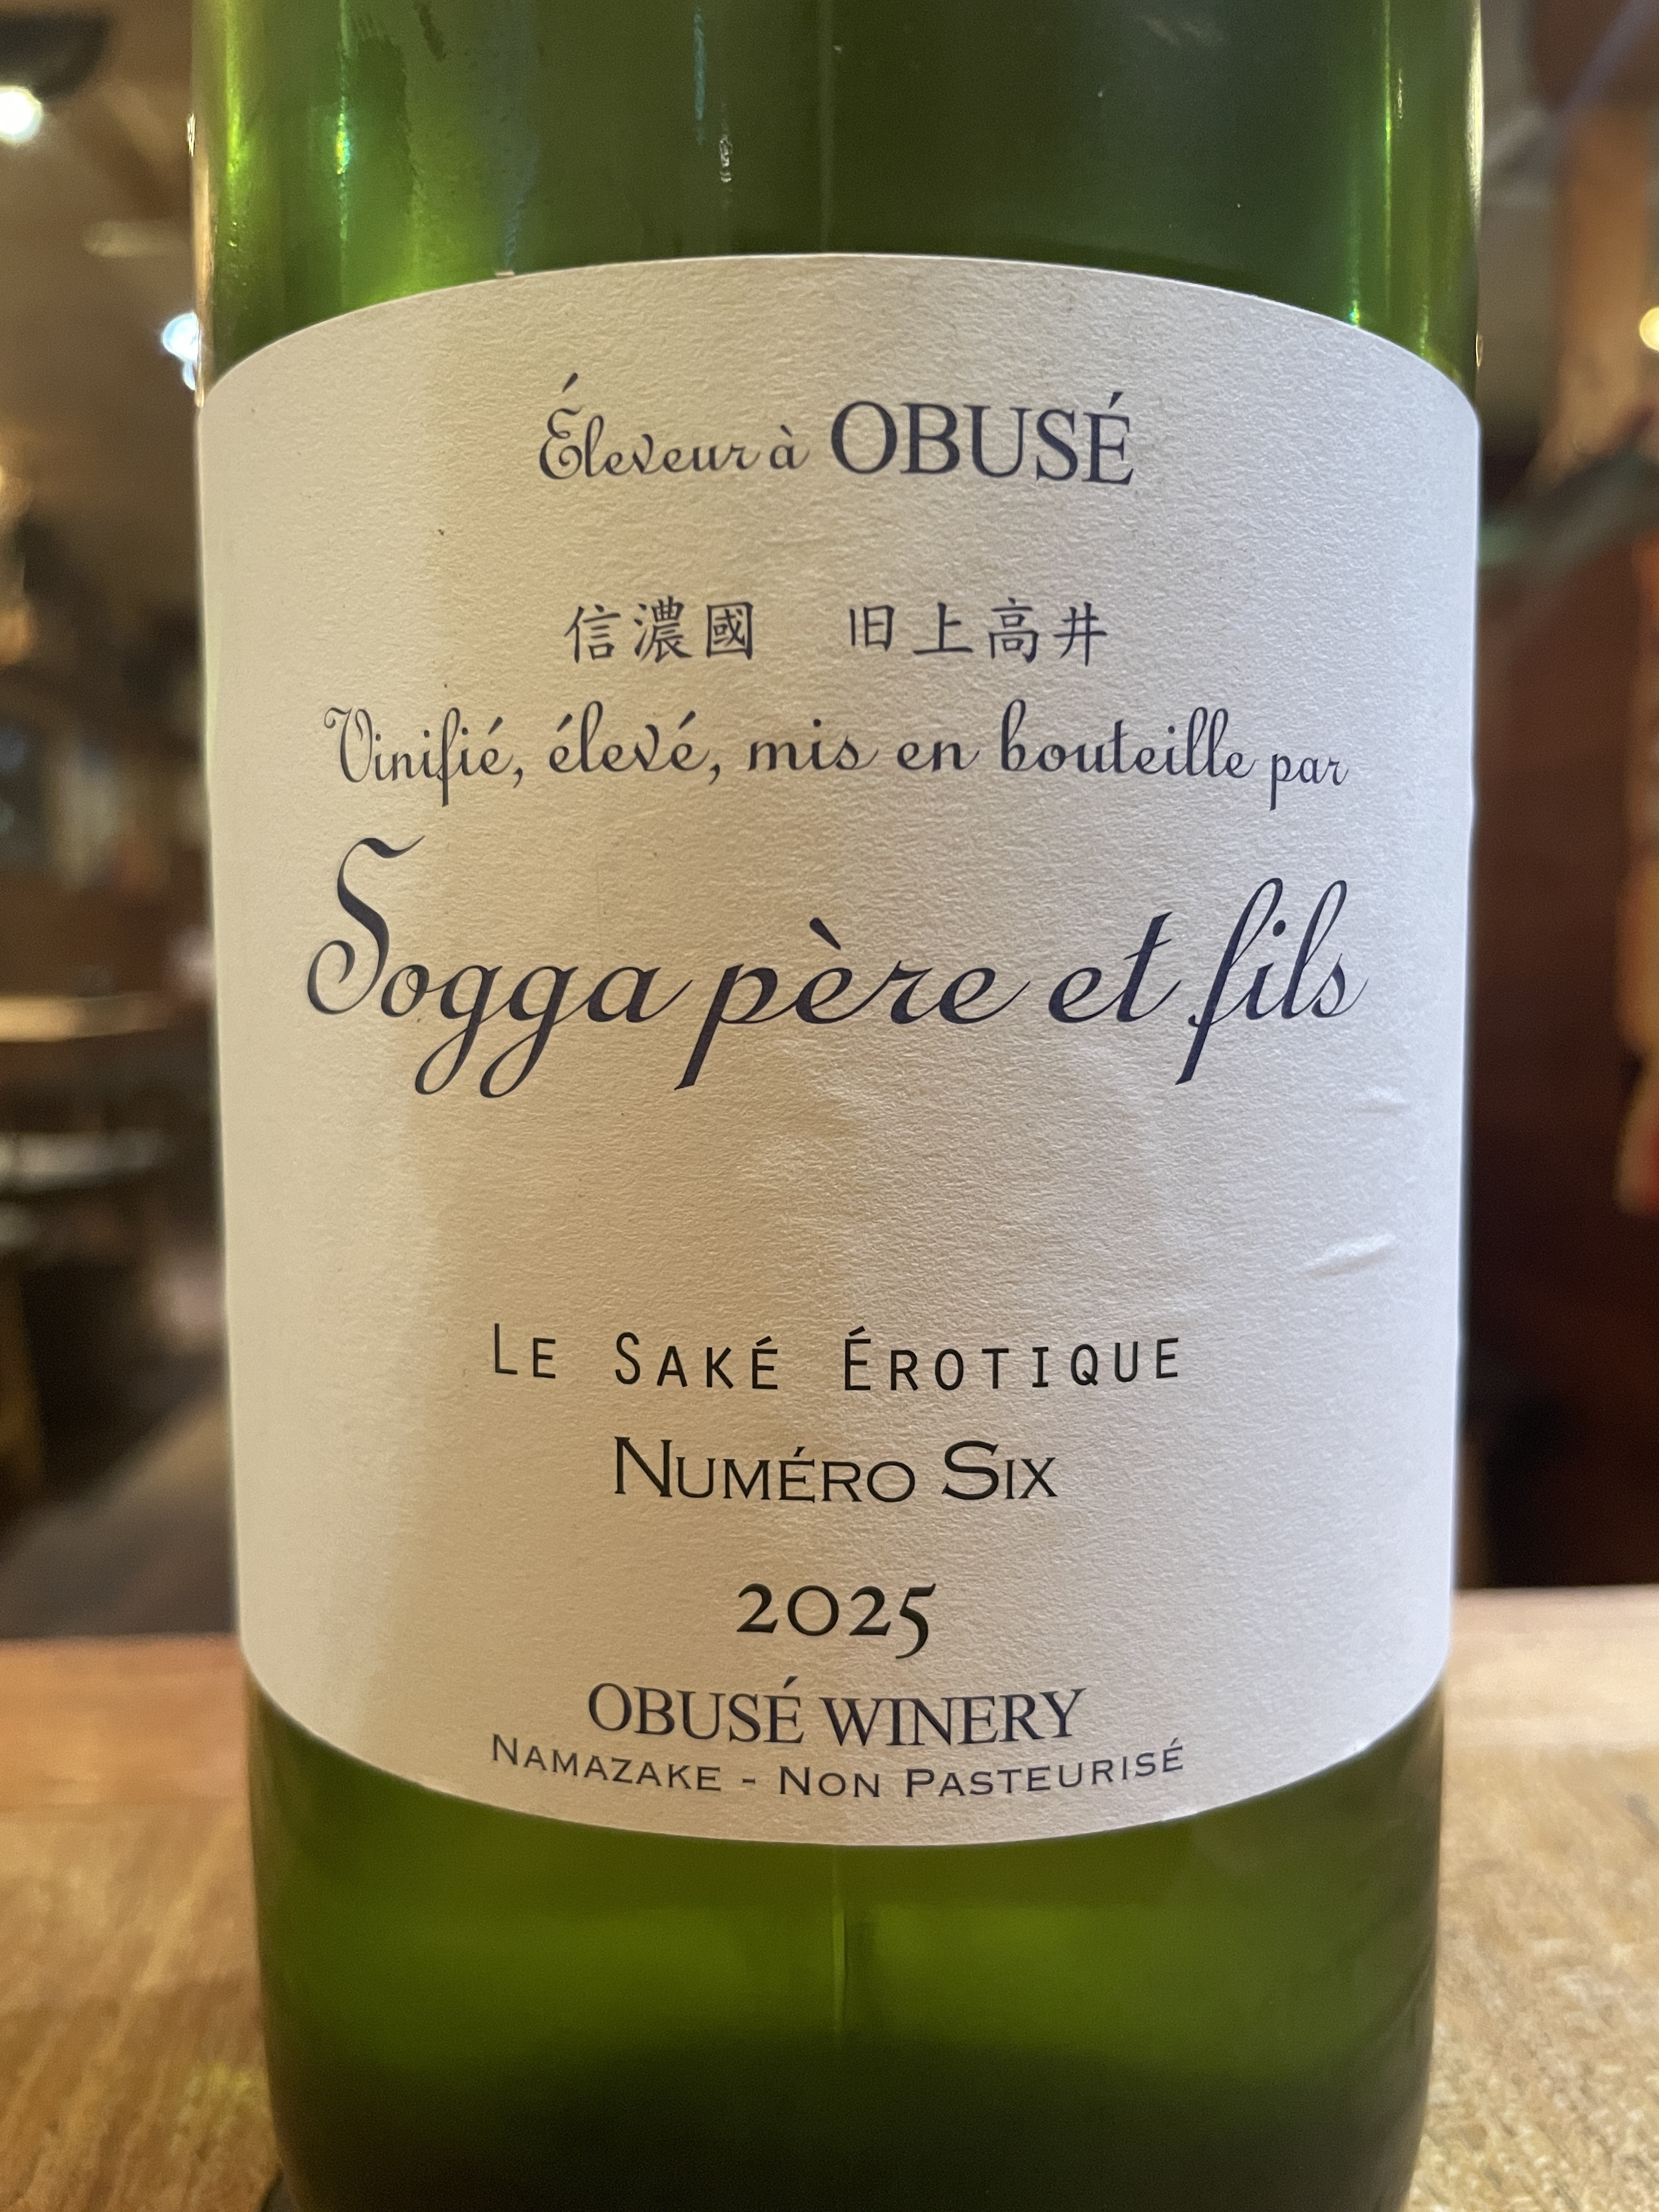 Éleveur à OBUSÉ
信濃國 旧上高井
Vinifié, élevé, mis en bouteille par
Sogga père et fils
LE SAKÉ ÉROTIQUE
NUMÉRO SIX
2025
OBUSÉ WINERY
NAMAZAKE - NON PASTEURISÉ